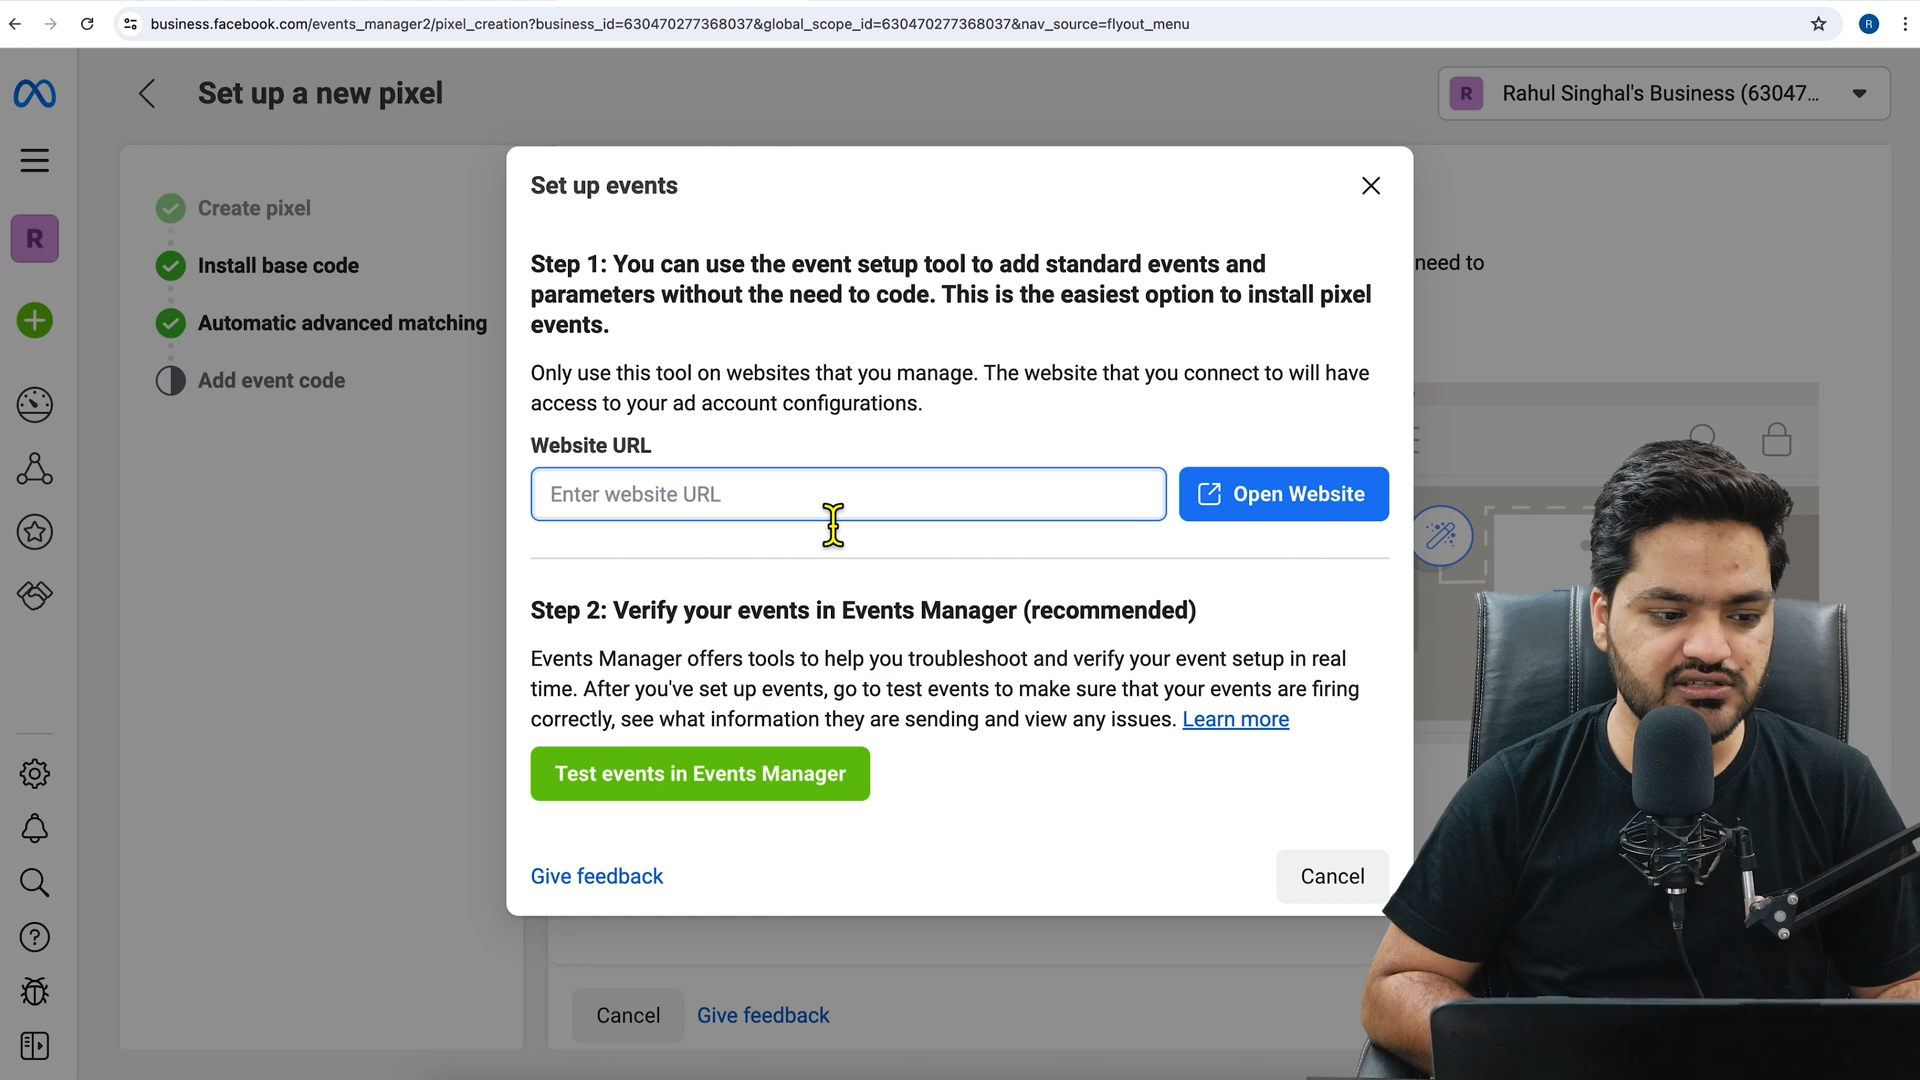 business.facebook.com/events_manager2/pixel_creation?business_id=630470277368037&global_scope_id=630470277368037&nav_source=flyout_menu
R
Set up a new pixel
R
Rahul Singhal's Business (63047...
R
Create pixel
Install base code
Automatic advanced matching
Add event code
need to
Set up events
Step 1: You can use the event setup tool to add standard events and
parameters without the need to code. This is the easiest option to install pixel
events.
Only use this tool on websites that you manage. The website that you connect to will have
access to your ad account configurations.
Website URL
Enter website URL
Open Website
Step 2: Verify your events in Events Manager (recommended)
Events Manager offers tools to help you troubleshoot and verify your event setup in real
time. After you've set up events, go to test events to make sure that your events are firing
correctly, see what information they are sending and view any issues. Learn more
Test events in Events Manager
Give feedback
Cancel
Cancel
Give feedback